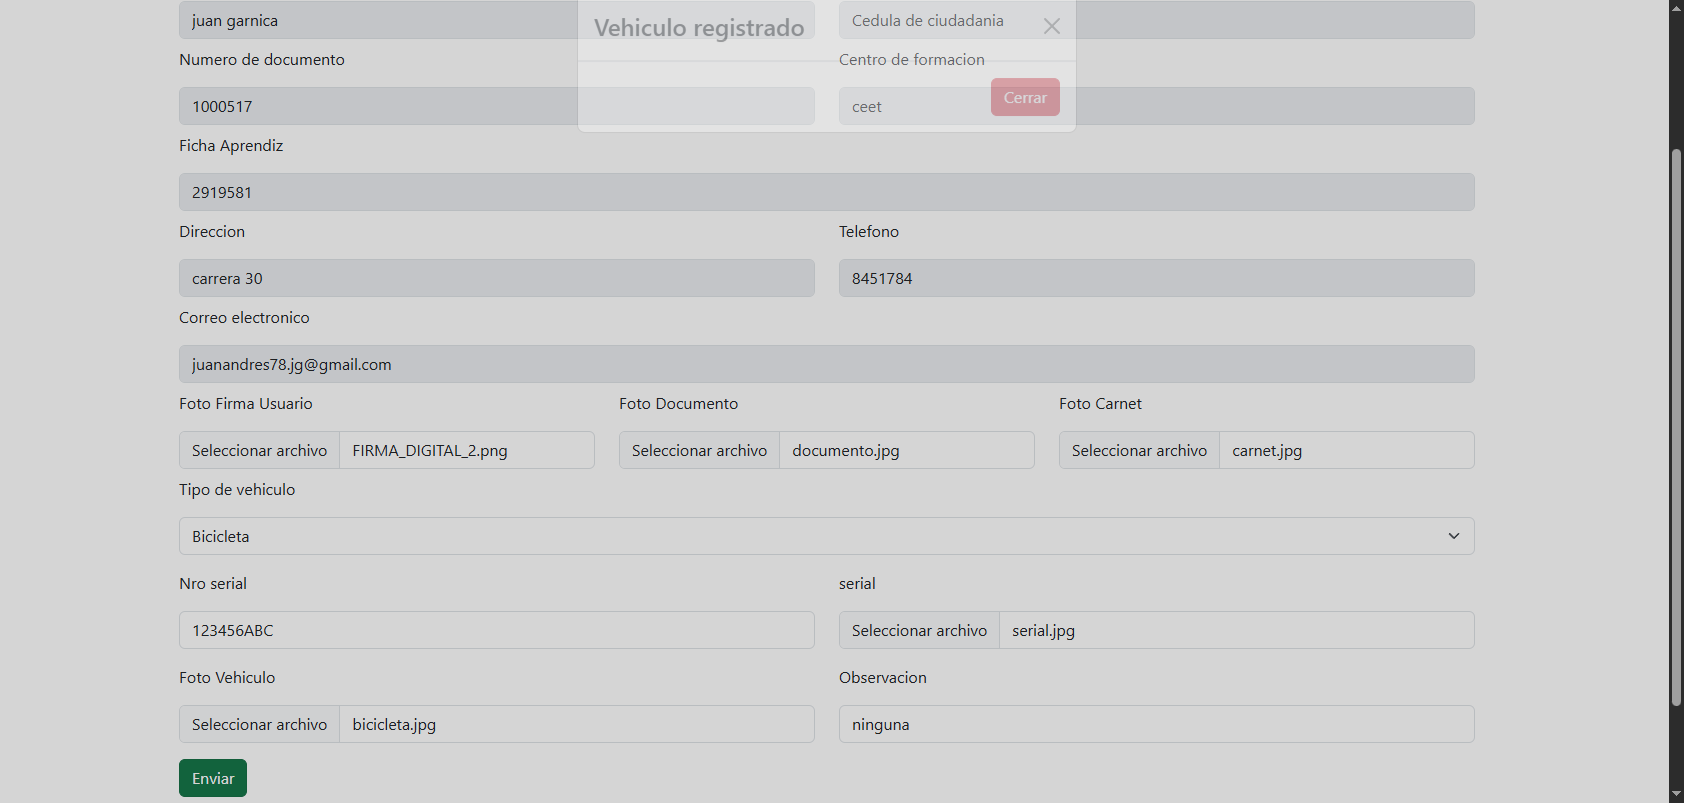 juan garnica
Vehiculo registrado
Cedula de ciudadania
Numero de documento
Centro de formacion
1000517
ceet
Cerrar
Ficha Aprendiz
2919581
Direccion
Telefono
carrera 30
8451784
Correo electronico
juanandres78.jg@gmail.com
Foto Firma Usuario
Foto Documento
Foto Carnet
Seleccionar archivo FIRMA_DIGITAL_2.png
Seleccionar archivo documento.jpg
Seleccionar archivo carnet.jpg
Tipo de vehiculo
Bicicleta
Nro serial
serial
123456ABC
Seleccionar archivo serial.jpg
Foto Vehiculo
Observacion
Seleccionar archivo bicicleta.jpg
ninguna
Enviar